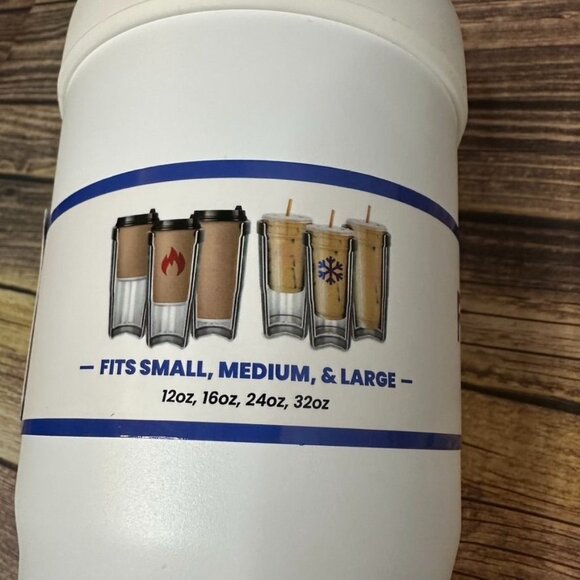 – FITS SMALL, MEDIUM, & LARGE –
12oz, 16oz, 24oz, 32oz